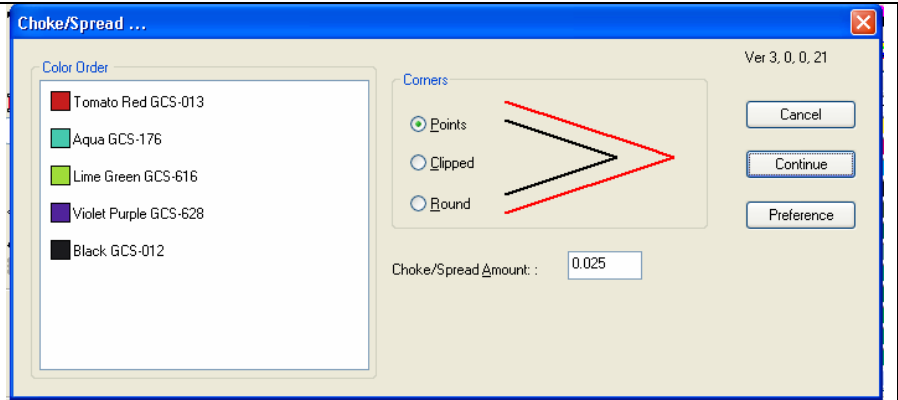 Choke/Spread ...
Ver 3, 0, 0, 21
Color Order
Tomato Red GCS-013
Aqua GCS-176
Lime Green GCS-616
Violet Purple GCS-628
Black GCS-012
Corners
Points
Clipped
Round
Choke/Spread Amount: :
0.025
Cancel
Continue
Preference